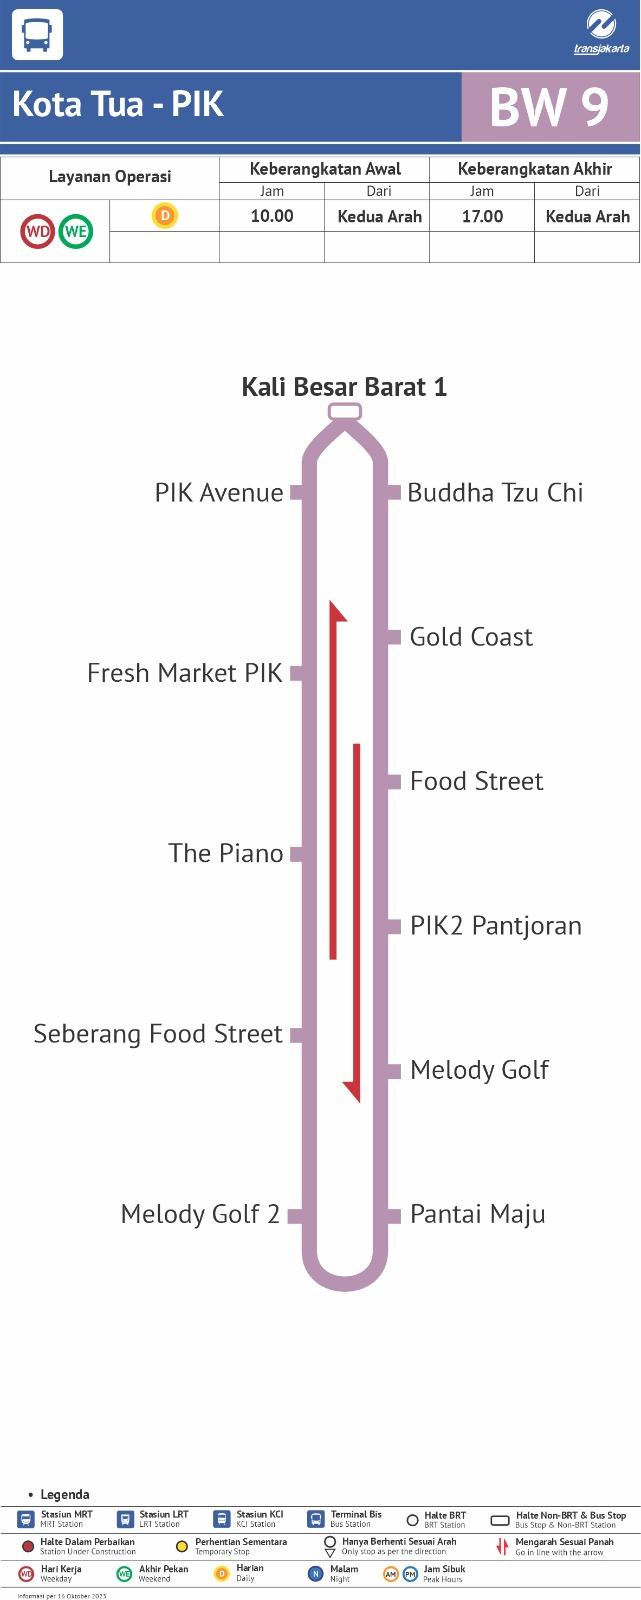 transjakarta
Kota Tua - PIK
BW 9
Layanan Operasi
Keberangkatan Awal
Keberangkatan Akhir
Jam
Dari
Jam
Dari
WD WE
D
10.00
Kedua Arah
17.00
Kedua Arah
Kali Besar Barat 1
PIK Avenue
Buddha Tzu Chi
Gold Coast
Fresh Market PIK
Food Street
The Piano
PIK2 Pantjoran
Seberang Food Street
Melody Golf
Melody Golf 2
Pantai Maju
• Legenda
Stasiun MRT
MRT Station
Stasiun LRT
LRT Station
Stasiun KCI
KCI Station
Terminal Bis
Bus Station
Halte BRT
BRT Station
Halte Non-BRT & Bus Stop
Bus Stop & Non-BRT Station
Halte Dalam Perbaikan
Station Under Construction
Perhentian Sementara
Temporary Stop
Hanya Berhenti Sesuai Arah
Only stop as per the direction
Mengarah Sesuai Panah
Go in line with the arrow
WD
Hari Kerja
Weekday
WE
Akhir Pekan
Weekend
D
Harian
Daily
N
Malam
Night
AM PM
Jam Sibuk
Peak Hours
Informasi per 16 Oktober 2023